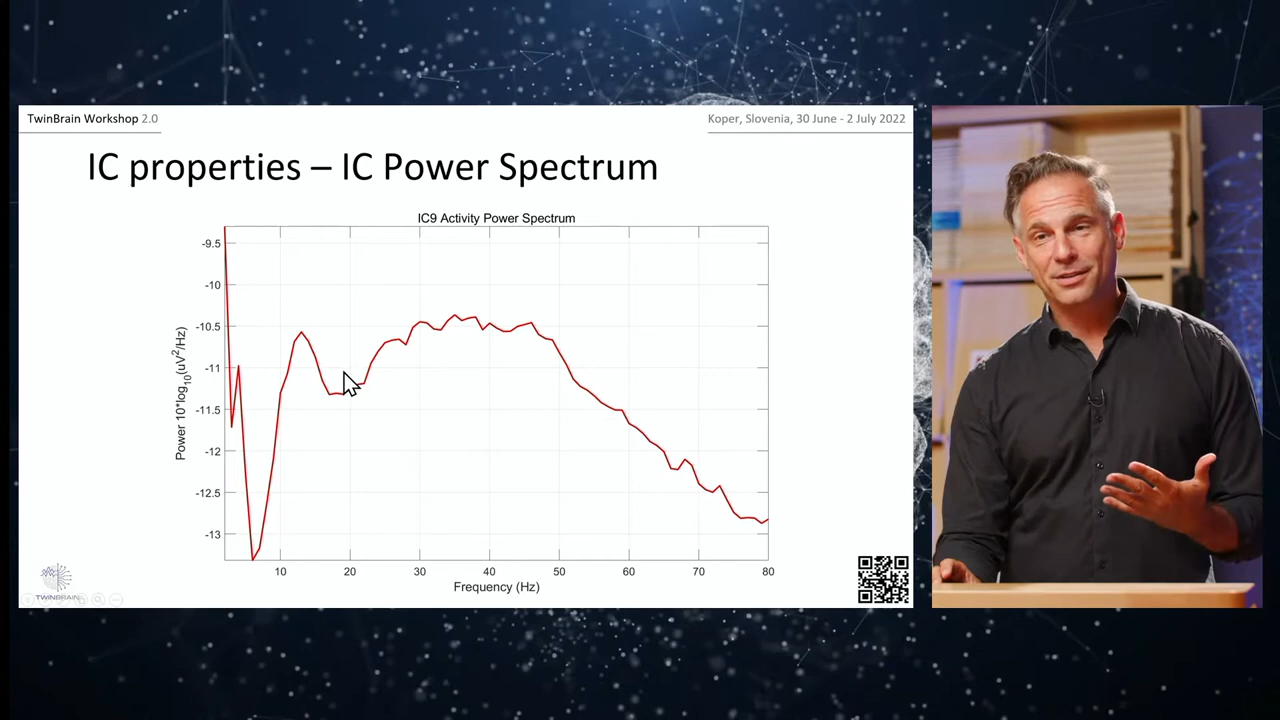 TwinBrain Workshop 2.0
Koper, Slovenia, 30 June - 2 July 2022
IC properties – IC Power Spectrum
IC9 Activity Power Spectrum
-9.5
-10
-10.5
-11
-11.5
-12
-12.5
-13
Power 10*log10(uV2/Hz)
10 20 30 40 50 60 70 80
Frequency (Hz)
TWINBRAIN